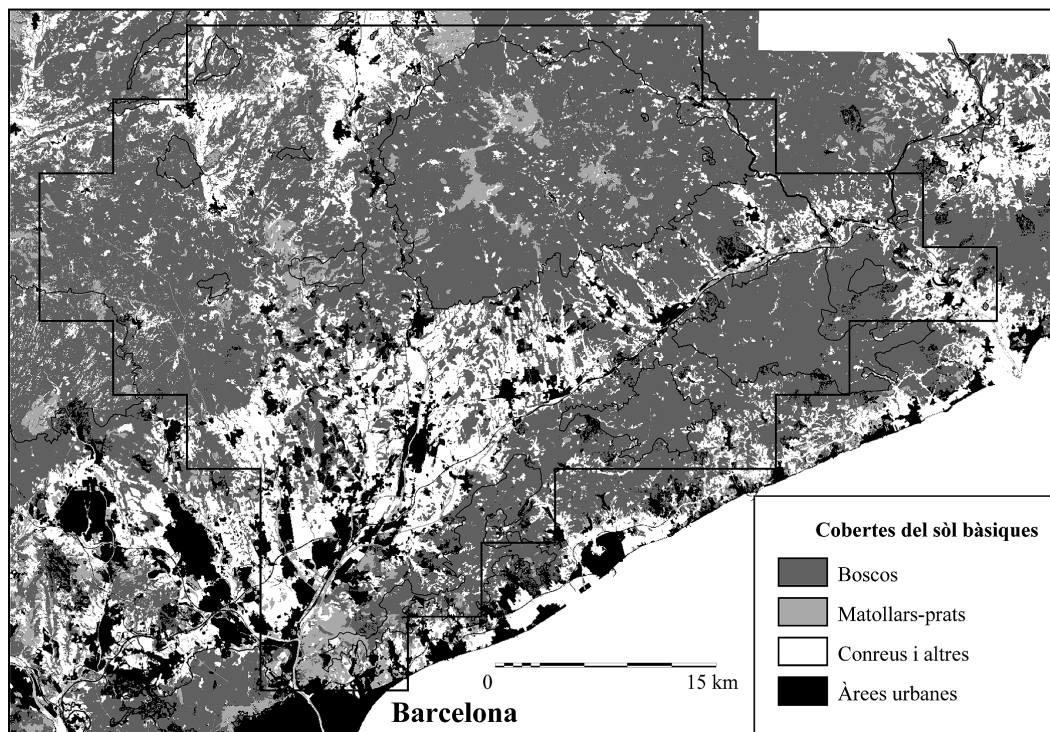 Cobertes del sòl bàsiques
Boscos
Matollars-prats
Conreus i altres
Àrees urbanes
0 15 km
Barcelona